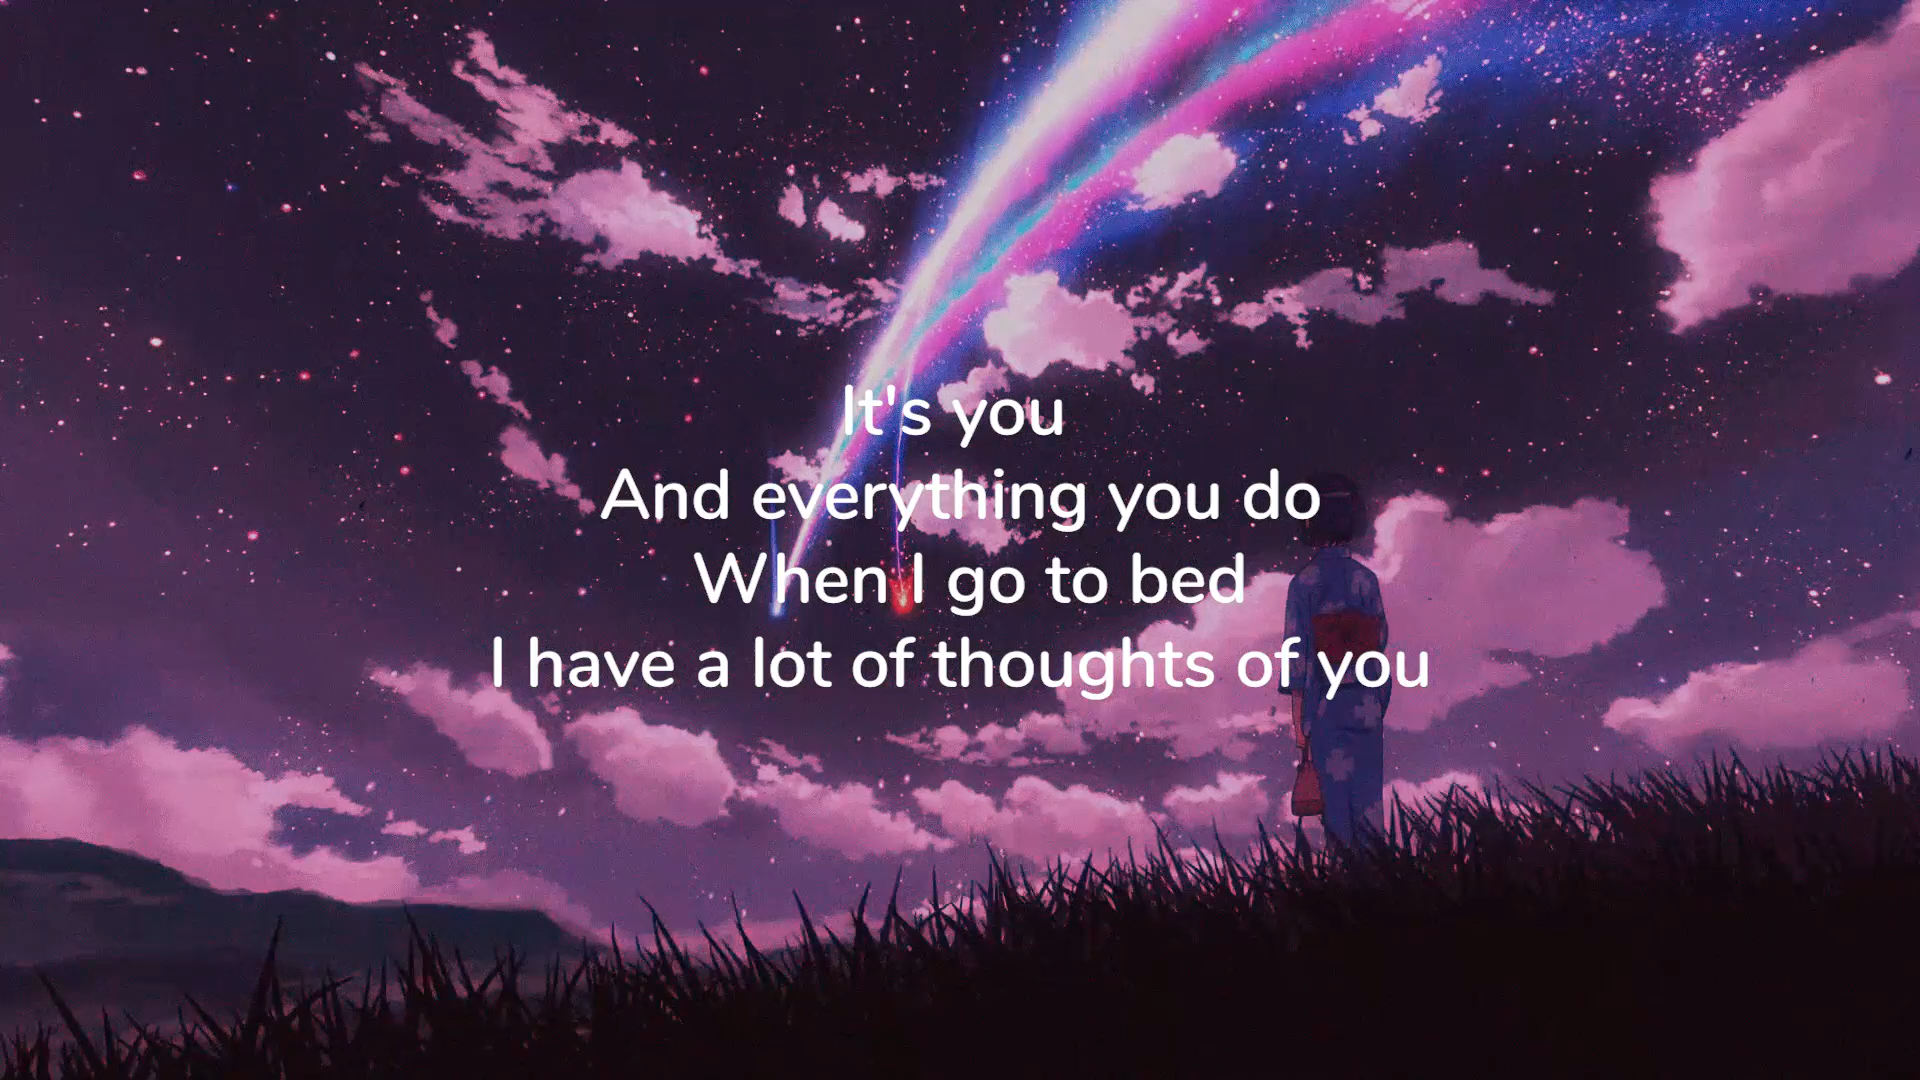 It's you
And everything you do
When I go to bed
I have a lot of thoughts of you